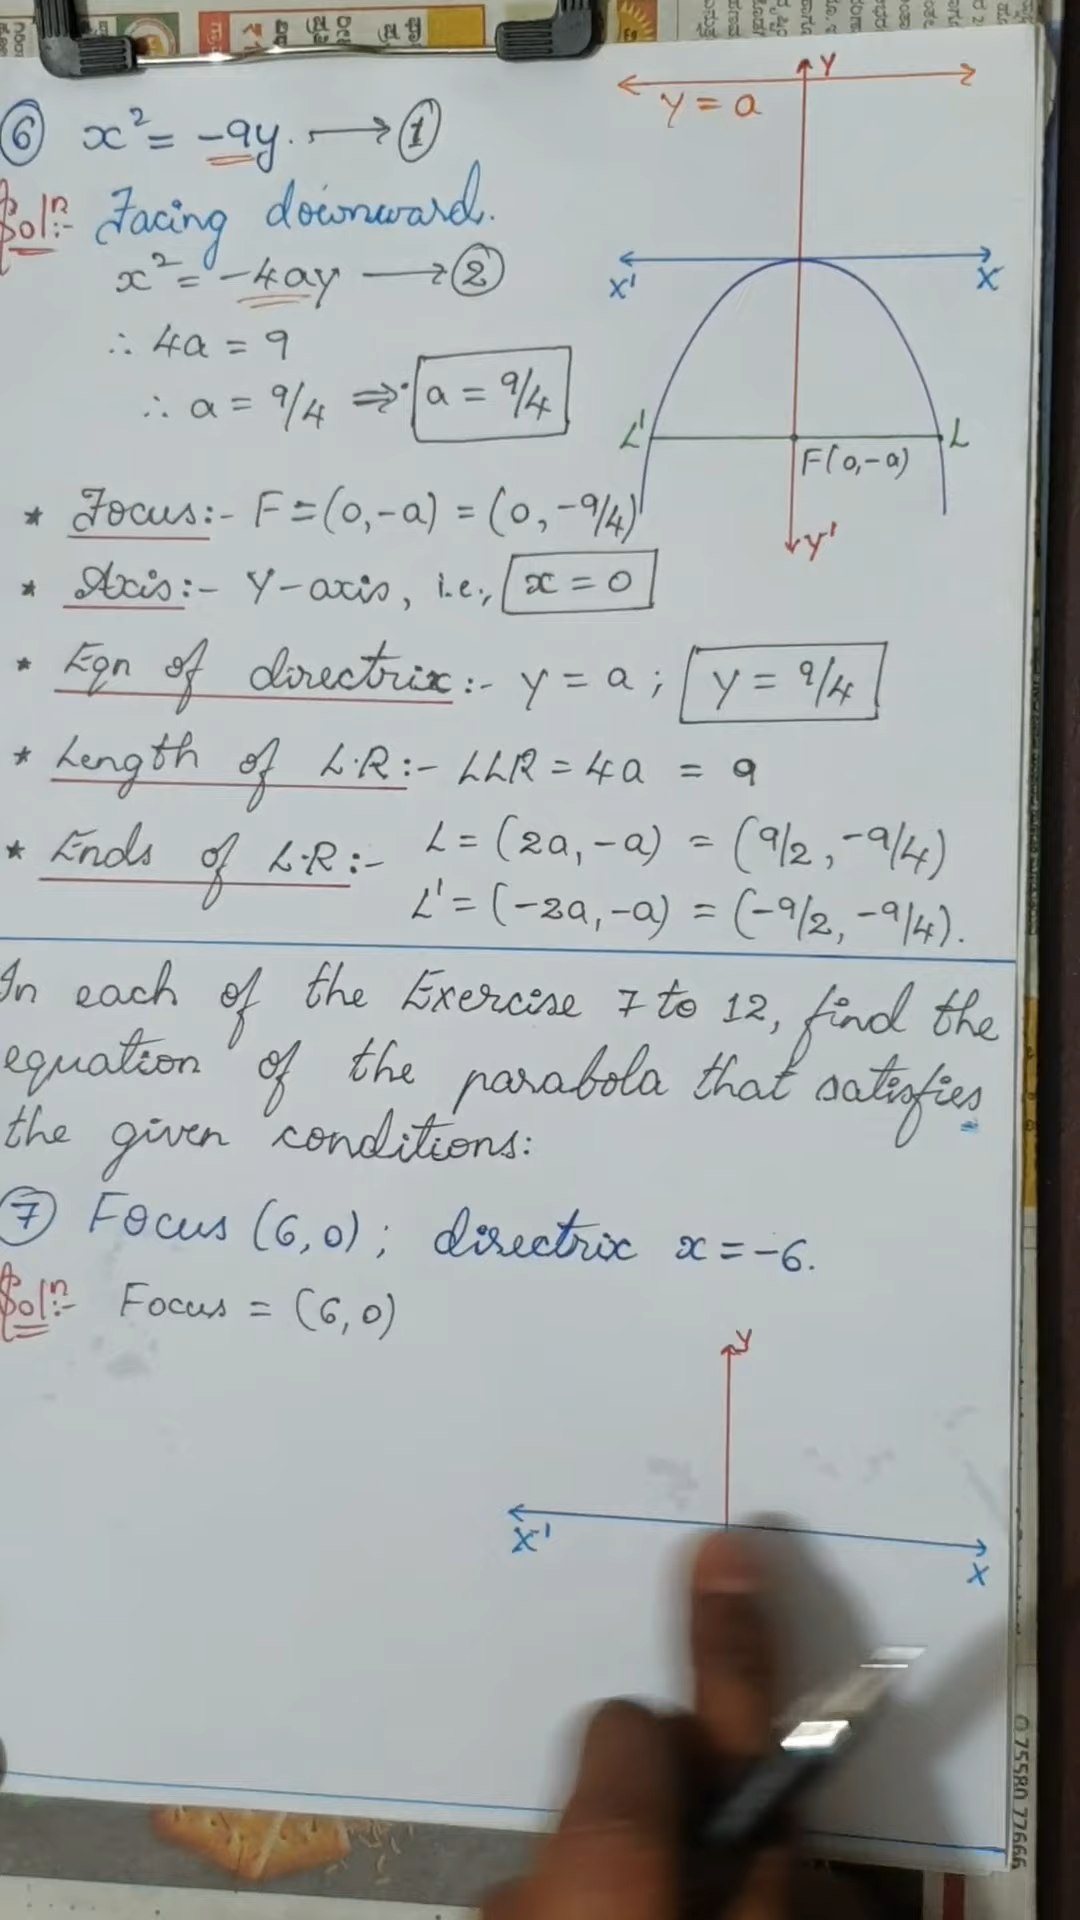 Y
y = a
⑥ x² = -9y. ⟶ ①
Solⁿ:- Facing downward.
x² = -4ay ⟶ ②
X' X
∴ 4a = 9
∴ a = 9/4 ⇒ a = 9/4
L' L
F(0,-a)
Y'
* Focus:- F = (0,-a) = (0,-9/4)
* Axis:- Y-axis, i.e., x = 0
* Eqn of directrix:- y = a ; y = 9/4
* Length of L.R:- LLR = 4a = 9
* Ends of L.R:- L = (2a,-a) = (9/2,-9/4)
L' = (-2a,-a) = (-9/2,-9/4).
In each of the Exercise 7 to 12, find the
equation of the parabola that satisfies
the given conditions:
⑦ Focus (6,0); directrix x = -6.
Solⁿ:- Focus = (6,0)
Y
X' X
75580 77666